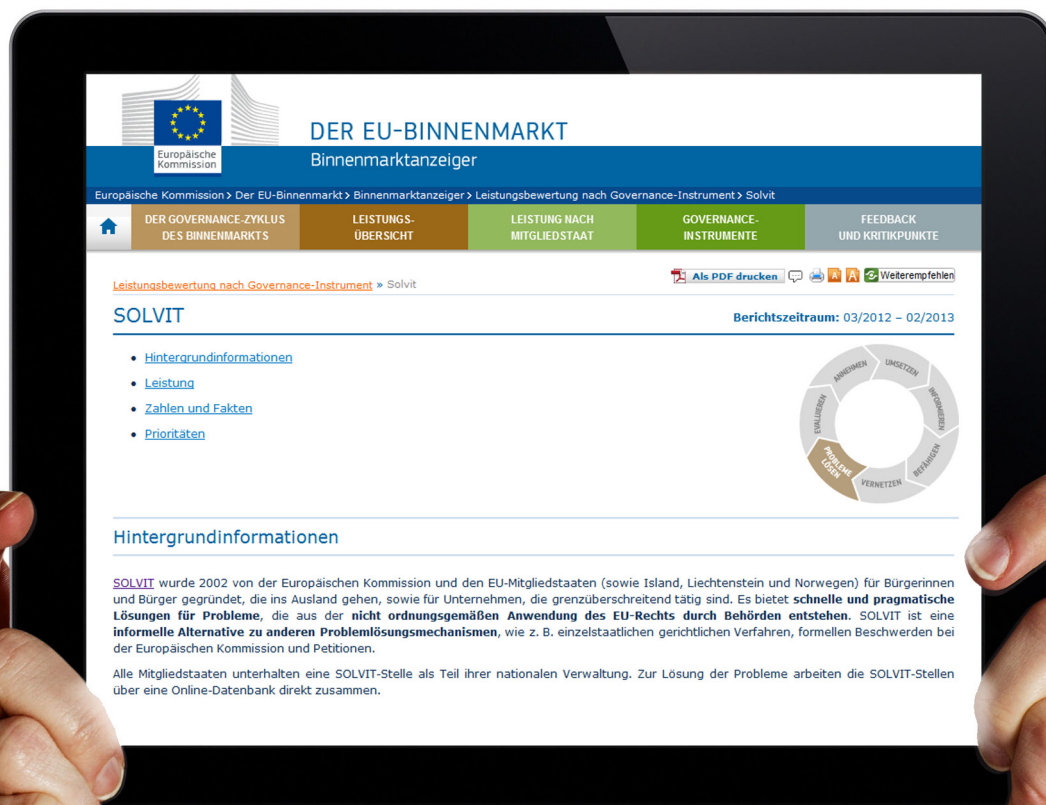 DER EU-BINNENMARKT
Europäische
Kommission
Binnenmarktanzeiger
Europäische Kommission > Der EU-Binnenmarkt > Binnenmarktanzeiger > Leistungsbewertung nach Governance-Instrument > Solvit
DER GOVERNANCE-ZYKLUS
DES BINNENMARKTS
LEISTUNGS-
ÜBERSICHT
LEISTUNG NACH
MITGLIEDSTAAT
GOVERNANCE-
INSTRUMENTE
FEEDBACK
UND KRITIKPUNKTE
Leistungsbewertung nach Governance-Instrument » Solvit
Als PDF drucken A A Weiterempfehlen
SOLVIT
Berichtszeitraum: 03/2012 – 02/2013
• Hintergrundinformationen
• Leistung
• Zahlen und Fakten
• Prioritäten
ANNEHMEN
UMSETZEN
INFORMIEREN
BEFÄHIGEN
VERNETZEN
PROBLEME
LÖSEN
EVALUIEREN
Hintergrundinformationen
SOLVIT wurde 2002 von der Europäischen Kommission und den EU-Mitgliedstaaten (sowie Island, Liechtenstein und Norwegen) für Bürgerinnen
und Bürger gegründet, die ins Ausland gehen, sowie für Unternehmen, die grenzüberschreitend tätig sind. Es bietet schnelle und pragmatische
Lösungen für Probleme, die aus der nicht ordnungsgemäßen Anwendung des EU-Rechts durch Behörden entstehen. SOLVIT ist eine
informelle Alternative zu anderen Problemlösungsmechanismen, wie z. B. einzelstaatlichen gerichtlichen Verfahren, formellen Beschwerden bei
der Europäischen Kommission und Petitionen.
Alle Mitgliedstaaten unterhalten eine SOLVIT-Stelle als Teil ihrer nationalen Verwaltung. Zur Lösung der Probleme arbeiten die SOLVIT-Stellen
über eine Online-Datenbank direkt zusammen.